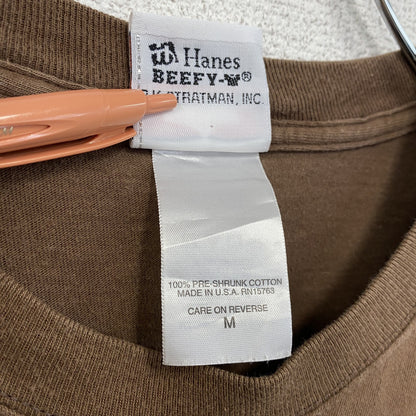 Hanes
BEEFY-T®
STRATMAN, INC.
100% PRE-SHRUNK COTTON
MADE IN U.S.A. RN15763
CARE ON REVERSE
M